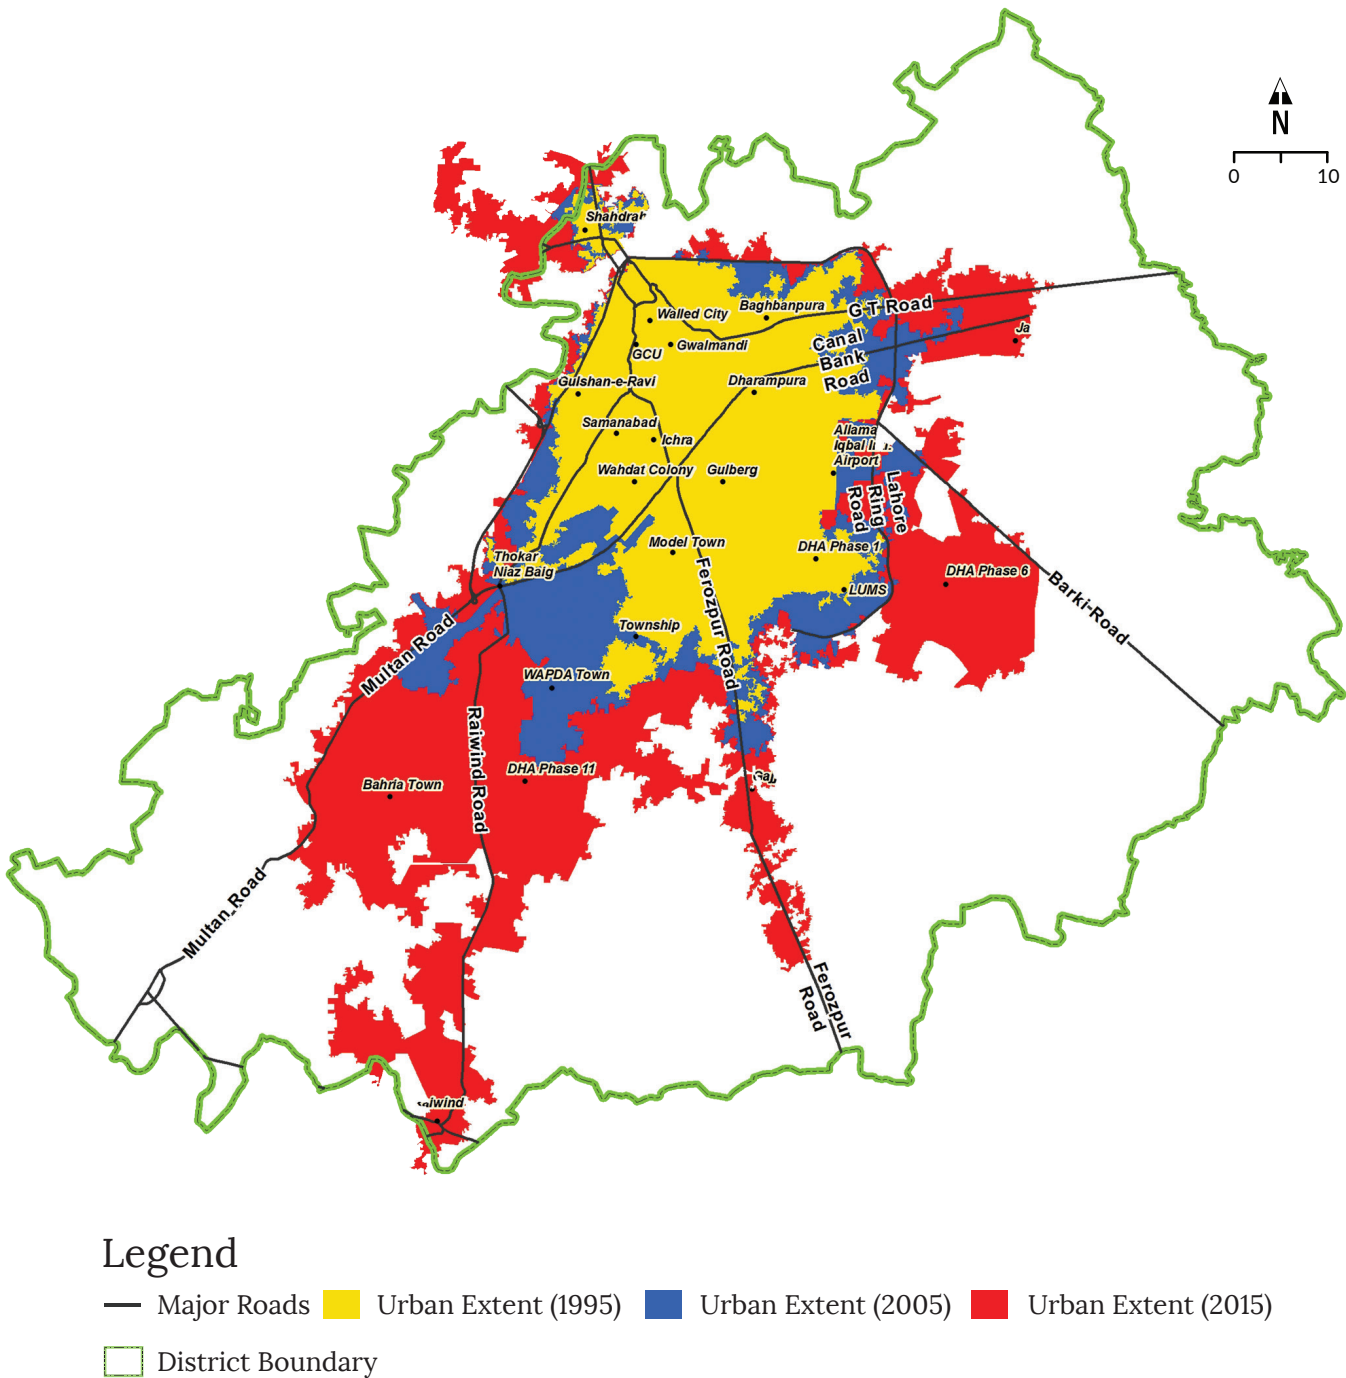 N
0 10
Shahdrah
Walled City
Baghbanpura
G T Road
GCU
Gwalmandi
Canal
Bank
Road
Ja
Gulshan-e-Ravi
Dharampura
Samanabad
Ichra
Allama
Iqbal
Airport
Wahdat Colony
Gulberg
Lahore
Ring
Road
Model Town
DHA Phase 1
Thokar
Niaz Baig
DHA Phase 6
LUMS
Barki-Road
Ferozpur Road
Township
Multan Road
WAPDA Town
Raiwind Road
DHA Phase 11
Bahria Town
Multan Road
Ferozpur
Road
aiwind
Legend
Major Roads
Urban Extent (1995)
Urban Extent (2005)
Urban Extent (2015)
District Boundary